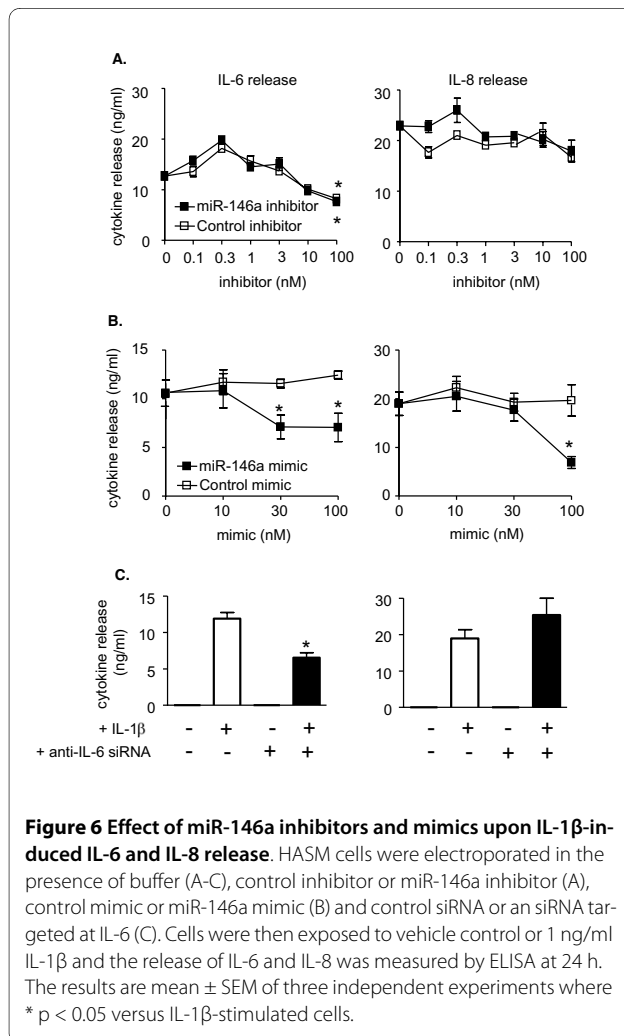 A.
IL-6 release IL-8 release
cytokine release (ng/ml)
30
20
10
0
miR-146a inhibitor
Control inhibitor
*
*
0 0.1 0.3 1 3 10 100
inhibitor (nM)
30
20
10
0
0 0.1 0.3 1 3 10 100
inhibitor (nM)
B.
cytokine release (ng/ml)
15
10
5
0
* *
miR-146a mimic
Control mimic
0 10 30 100
mimic (nM)
30
20
10
0
*
0 10 30 100
mimic (nM)
C.
cytokine release
(ng/ml)
15
10
5
0
*
30
20
10
0
+ IL-1β - + - + - + - +
+ anti-IL-6 siRNA - - + + - - + +
Figure 6 Effect of miR-146a inhibitors and mimics upon IL-1β-in-
duced IL-6 and IL-8 release. HASM cells were electroporated in the
presence of buffer (A-C), control inhibitor or miR-146a inhibitor (A),
control mimic or miR-146a mimic (B) and control siRNA or an siRNA tar-
geted at IL-6 (C). Cells were then exposed to vehicle control or 1 ng/ml
IL-1β and the release of IL-6 and IL-8 was measured by ELISA at 24 h.
The results are mean ± SEM of three independent experiments where
* p < 0.05 versus IL-1β-stimulated cells.